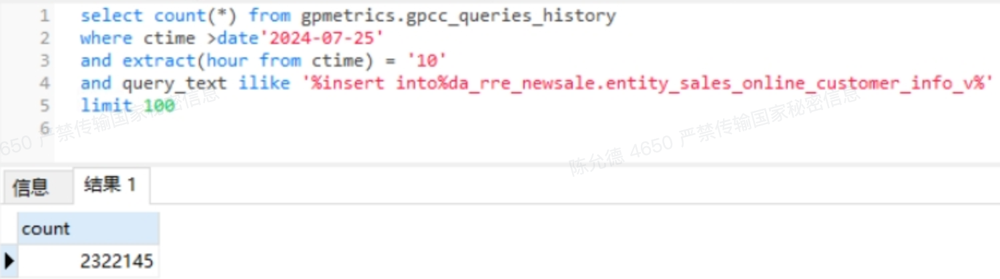 1 select count(*) from gpmetrics.gpcc_queries_history
2 where ctime >date'2024-07-25'
3 and extract(hour from ctime) = '10'
4 and query_text ilike '%insert into%da_rre_newsale.entity_sales_online_customer_info_v%'
5 limit 100
6
4650 严禁传输国家秘密信息
陈允德 4650 严禁传输国家秘密信息
信息 结果 1
count
2322145